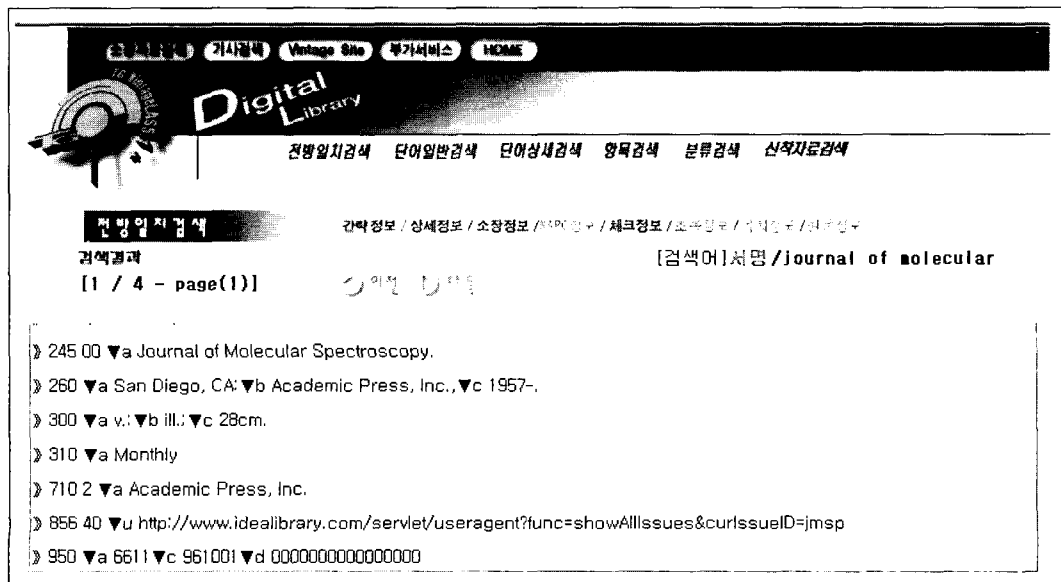 기사검색 Vintage Site 부가서비스 HOME
Digital Library
전방일치검색 단어일반검색 단어상세검색 항목검색 분류검색 신착자료검색
전방일치검색
간략정보 / 상세정보 / 소장정보 / / 체크정보 /
검색결과
[검색어]서명/journal of molecular
[1 / 4 - page(1)]
》 245 00 ▼a Journal of Molecular Spectroscopy.
》 260 ▼a San Diego, CA: ▼b Academic Press, Inc.,▼c 1957-.
》 300 ▼a v.: ▼b ill.; ▼c 28cm.
》 310 ▼a Monthly
》 710 2 ▼a Academic Press, Inc.
》 856 40 ▼u http://www.idealibrary.com/servlet/useragent?func=showAllIssues&curIssueID=jmsp
》 950 ▼a 6611▼c 961001▼d 0000000000000000